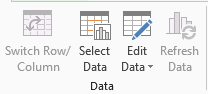 Switch Row/ Select Edit Refresh
Column Data Data Data
Data